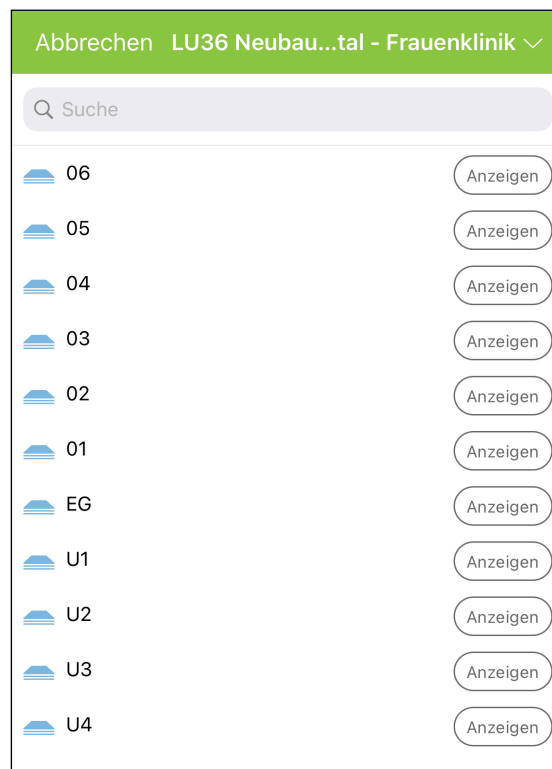 Abbrechen LU36 Neubau...tal - Frauenklinik
Suche
06 Anzeigen
05 Anzeigen
04 Anzeigen
03 Anzeigen
02 Anzeigen
01 Anzeigen
EG Anzeigen
U1 Anzeigen
U2 Anzeigen
U3 Anzeigen
U4 Anzeigen